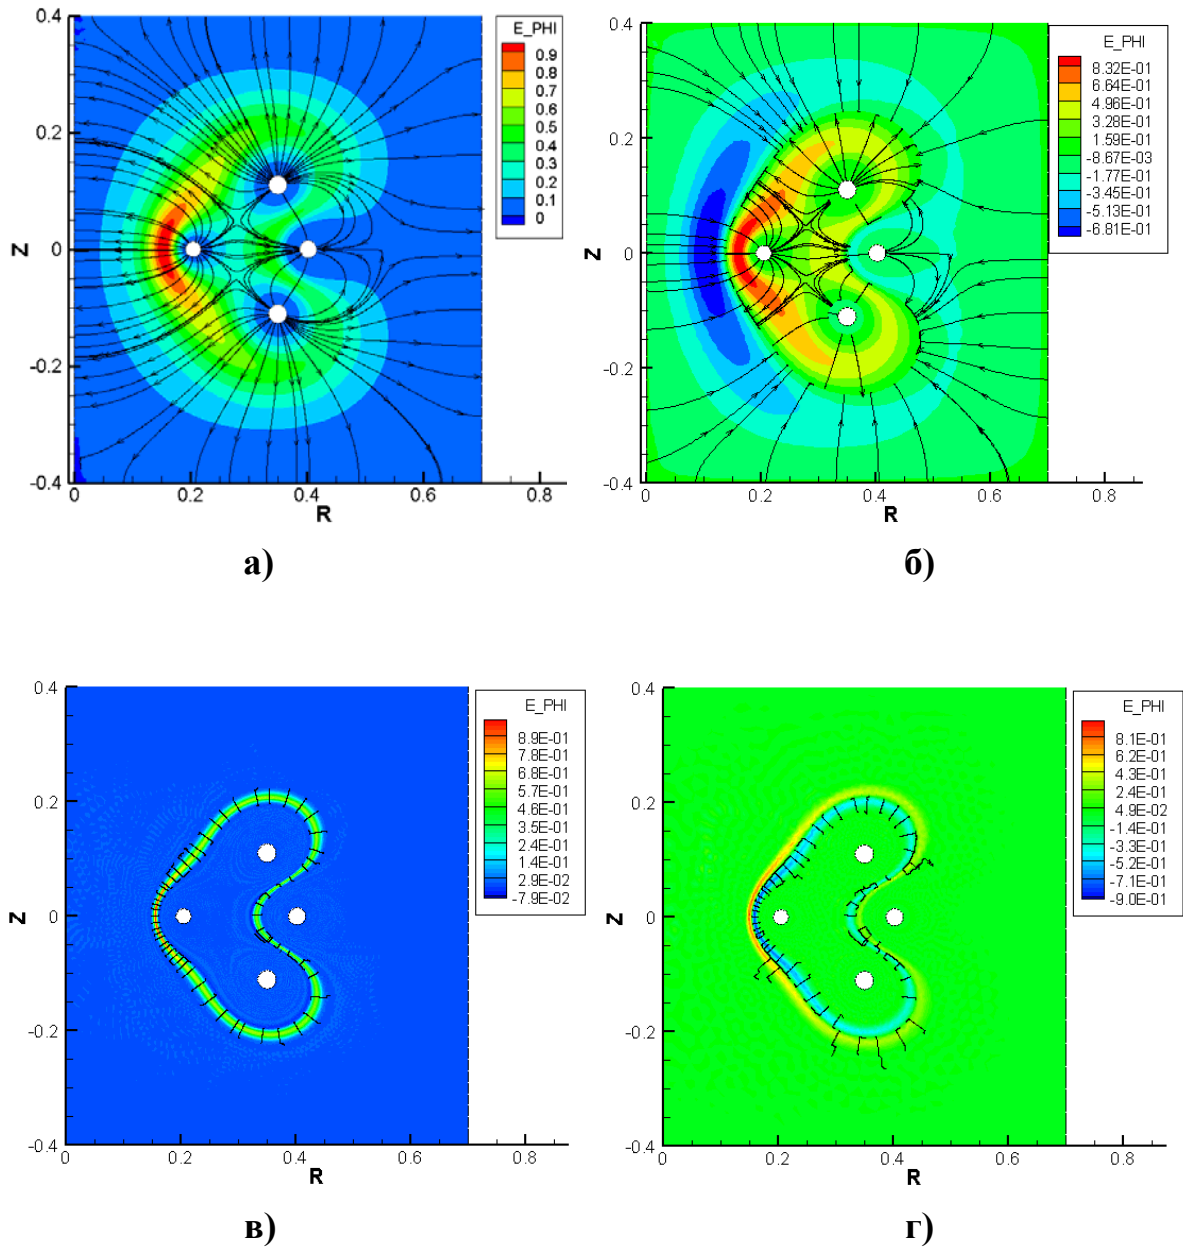 E_PHI
0.9
0.8
0.7
0.6
0.5
0.4
0.3
0.2
0.1
0
0.4
0.2
0
-0.2
-0.4
Z
0 0.2 0.4 0.6 0.8
R
а)
E_PHI
8.32E-01
6.64E-01
4.96E-01
3.28E-01
1.59E-01
-8.67E-03
-1.77E-01
-3.45E-01
-5.13E-01
-6.81E-01
0.4
0.2
0
-0.2
-0.4
Z
0 0.2 0.4 0.6 0.8
R
б)
E_PHI
8.9E-01
7.8E-01
6.8E-01
5.7E-01
4.6E-01
3.5E-01
2.4E-01
1.4E-01
2.9E-02
-7.9E-02
0.4
0.2
0
-0.2
-0.4
Z
0 0.2 0.4 0.6 0.8
R
в)
E_PHI
8.1E-01
6.2E-01
4.3E-01
2.4E-01
4.9E-02
-1.4E-01
-3.3E-01
-5.2E-01
-7.1E-01
-9.0E-01
0.4
0.2
0
-0.2
-0.4
Z
0 0.2 0.4 0.6 0.8
R
г)